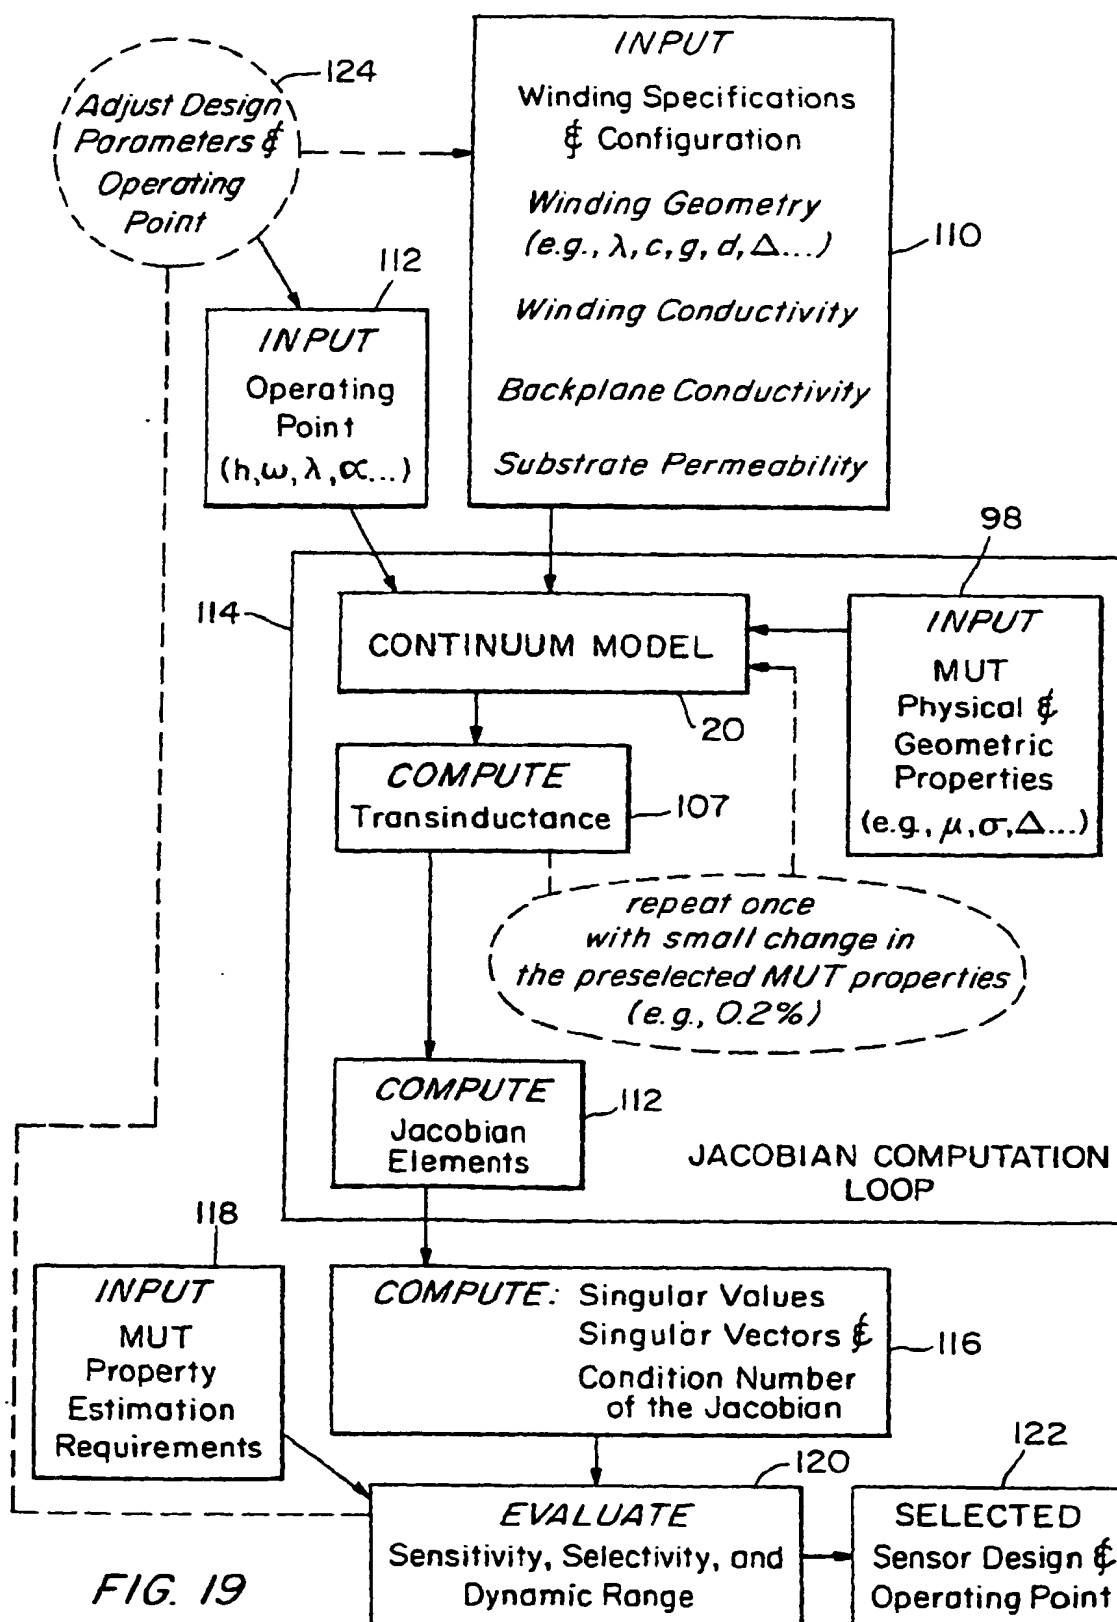 124
Adjust Design
Parameters &
Operating
Point
INPUT
Winding Specifications
& Configuration
Winding Geometry
(e.g., λ, c, g, d, Δ...)
Winding Conductivity
Backplane Conductivity
Substrate Permeability
110
112
INPUT
Operating
Point
(h, ω, λ, α...)
98
INPUT
MUT
Physical &
Geometric
Properties
(e.g., μ, σ, Δ...)
114
CONTINUUM MODEL
20
COMPUTE
Transinductance
107
repeat once
with small change in
the preselected MUT properties
(e.g., 0.2%)
COMPUTE
Jacobian
Elements
112
JACOBIAN COMPUTATION
LOOP
118
INPUT
MUT
Property
Estimation
Requirements
COMPUTE: Singular Values
Singular Vectors &
Condition Number
of the Jacobian
116
120
EVALUATE
Sensitivity, Selectivity, and
Dynamic Range
122
SELECTED
Sensor Design &
Operating Point
FIG. 19